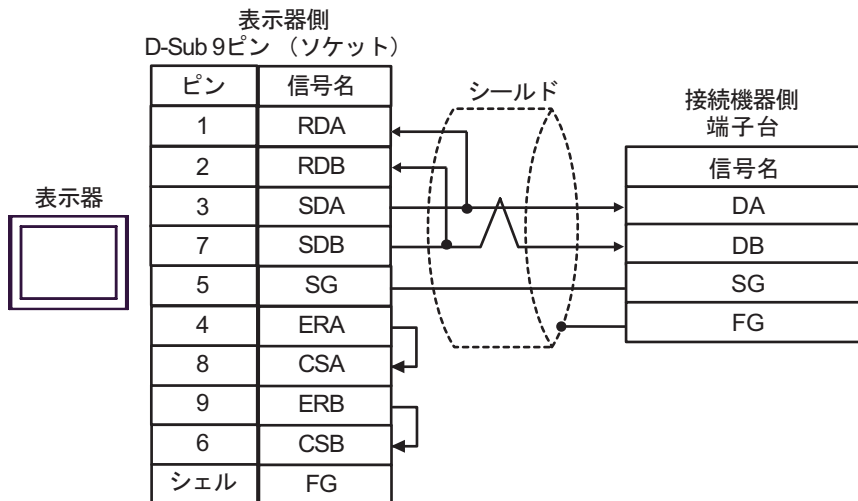 表示器側
D-Sub 9ピン （ソケット）
ピン 信号名
1 RDA
2 RDB
3 SDA
7 SDB
5 SG
4 ERA
8 CSA
9 ERB
6 CSB
シェル FG
表示器
シールド
接続機器側
端子台
信号名
DA
DB
SG
FG